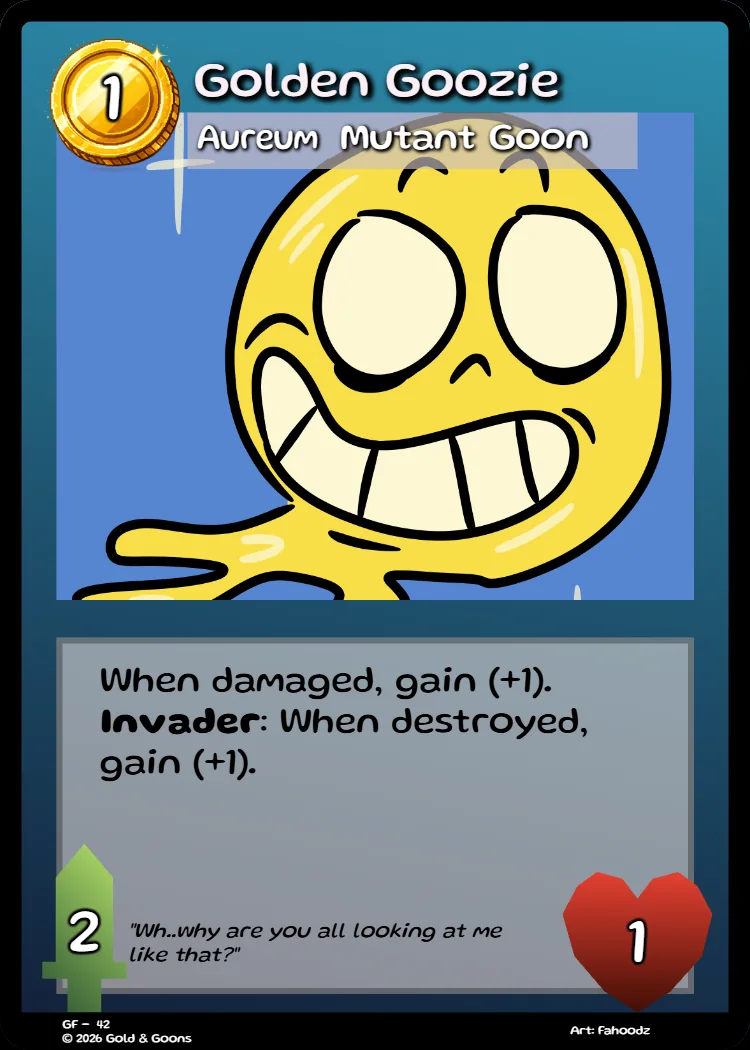 1
Golden Goozie
Aureum Mutant Goon
When damaged, gain (+1).
Invader: When destroyed,
gain (+1).
2
"Wh..why are you all looking at me
like that?"
1
GF - 42
© 2026 Gold & Goons
Art: Fahoodz